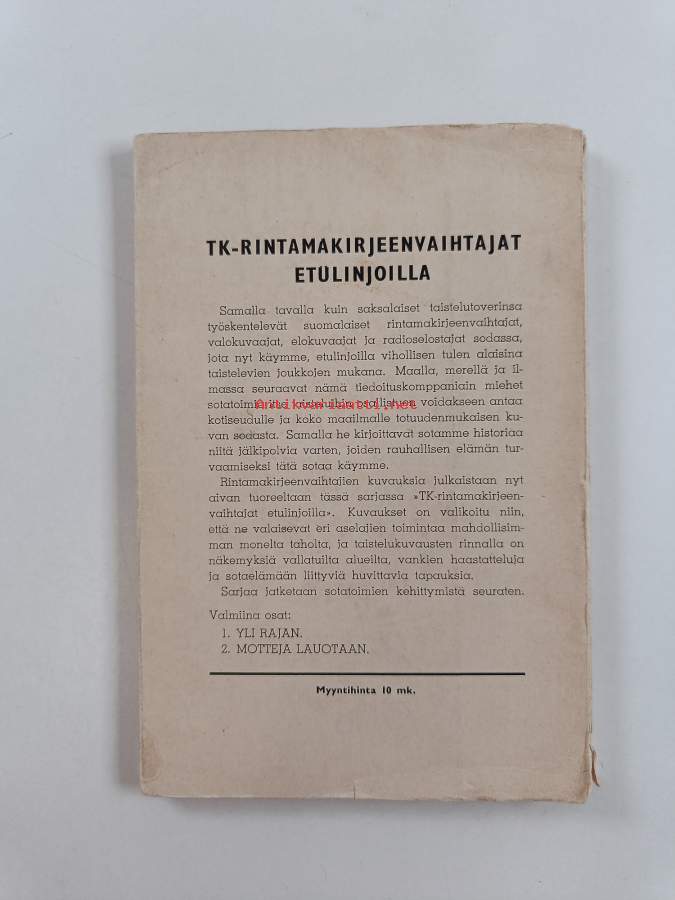 TK-RINTAMAKIRJEENVAIHTAJAT
ETULINJOILLA
Samalla tavalla kuin saksalaiset taistelutoverinsa
työskentelevät suomalaiset rintamakirjeenvaihtajat,
valokuvaajat, elokuvaajat ja radioselostajat sodassa,
jota nyt käymme, etulinjoilla vihollisen tulen alaisina
taistelevien joukkojen mukana. Maalla, merellä ja il-
massa seuraavat nämä tiedoituskomppaniain miehet
sotatoimia itse taisteluihin osallistuen voidakseen antaa
Antikvariaatti.net
kotiseudulle ja koko maailmalle totuudenmukaisen ku-
van sodasta. Samalla he kirjoittavat sotamme historiaa
niitä jälkipolvia varten, joiden rauhallisen elämän tur-
vaamiseksi tätä sotaa käymme.
Rintamakirjeenvaihtajien kuvauksia julkaistaan nyt
aivan tuoreeltaan tässä sarjassa »TK-rintamakirjeen-
vaihtajat etulinjoilla». Kuvaukset on valikoitu niin,
että ne valaisevat eri aselajien toimintaa mahdollisim-
man monelta taholta, ja taistelukuvausten rinnalla on
näkemyksiä vallatuilta alueilta, vankien haastatteluja
ja sotaelämään liittyviä huvittavia tapauksia.
Sarjaa jatketaan sotatoimien kehittymistä seuraten.
Valmiina osat:
1. YLI RAJAN.
2. MOTTEJA LAUOTAAN.
Myyntihinta 10 mk.